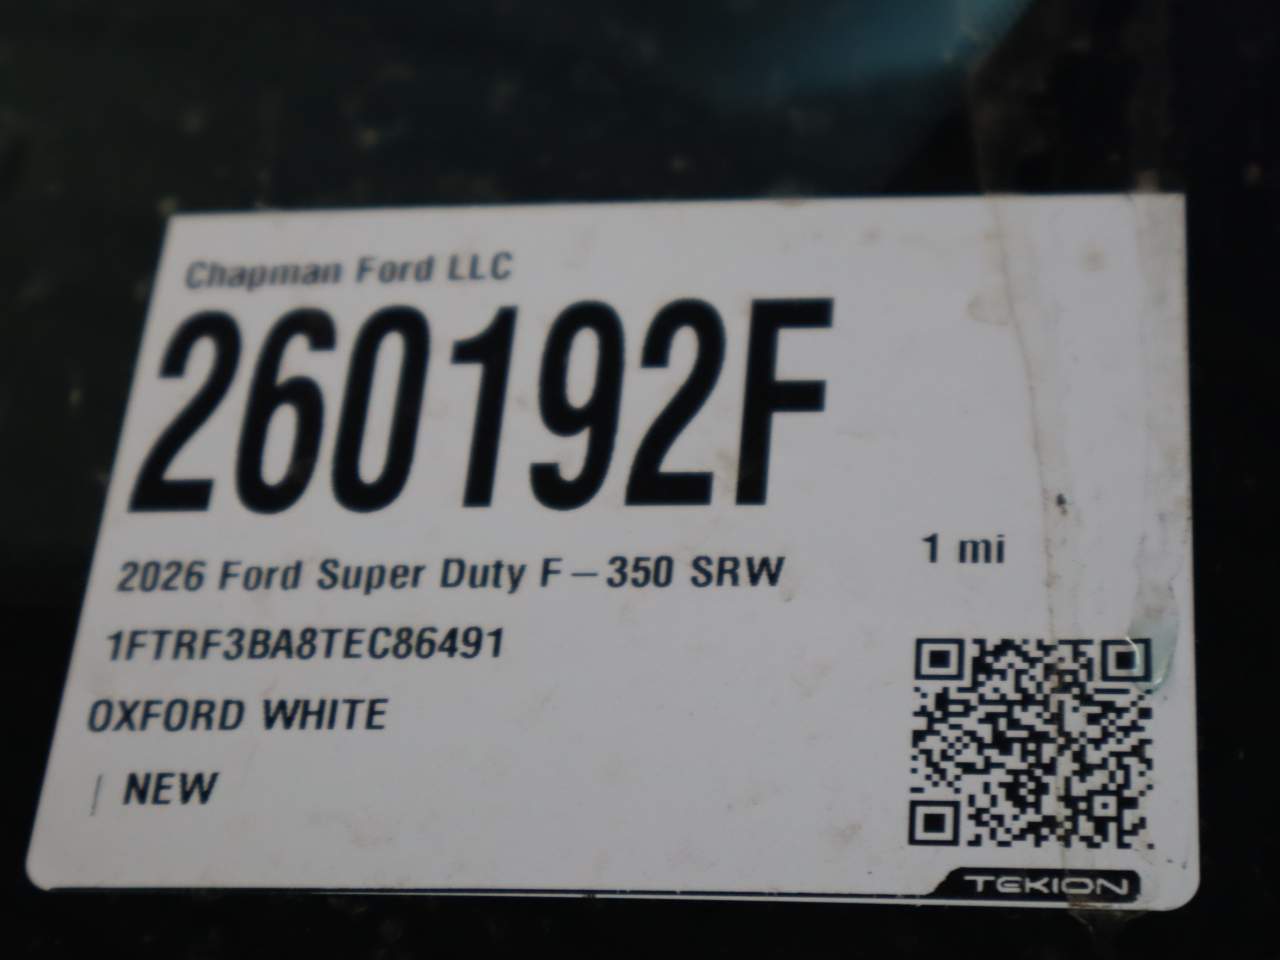 Chapman Ford LLC
260192F
2026 Ford Super Duty F-350 SRW
1 mi
1FTRF3BA8TEC86491
OXFORD WHITE
| NEW
TEKION